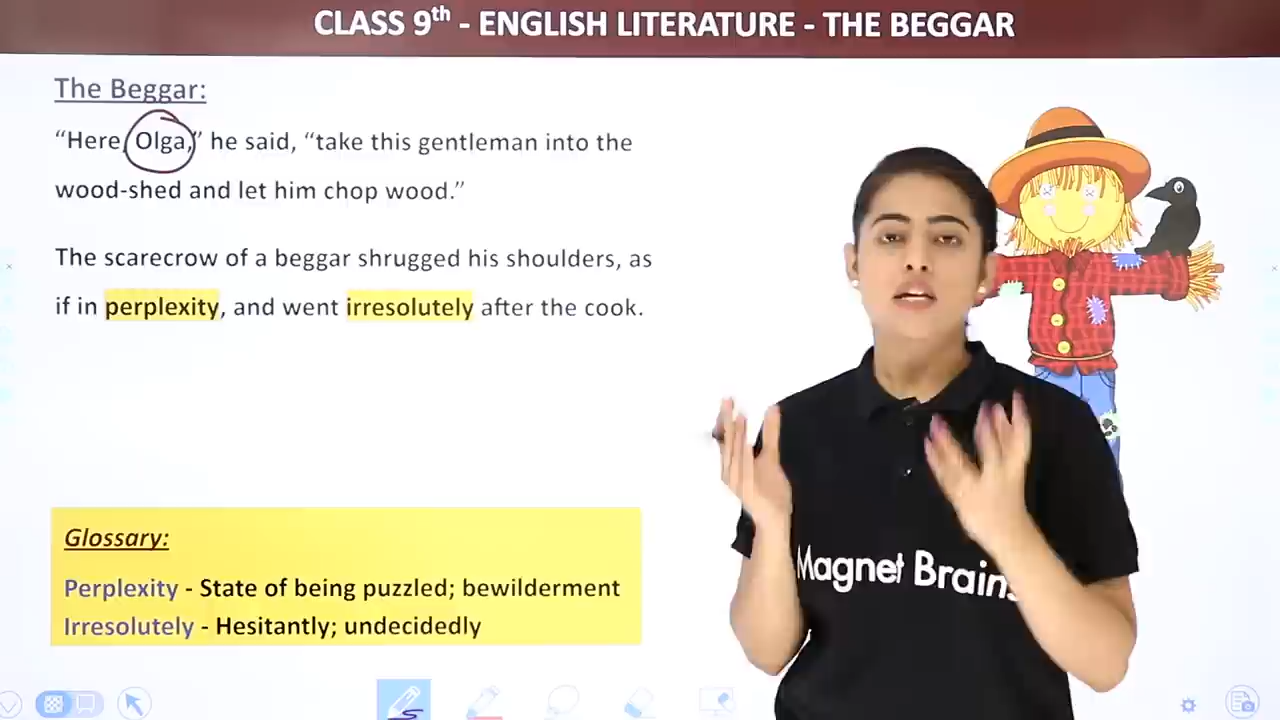 CLASS 9th - ENGLISH LITERATURE - THE BEGGAR
The Beggar:
“Here, Olga,” he said, “take this gentleman into the
wood-shed and let him chop wood.”
The scarecrow of a beggar shrugged his shoulders, as
if in perplexity, and went irresolutely after the cook.
Glossary:
Perplexity - State of being puzzled; bewilderment
Irresolutely - Hesitantly; undecidedly
Magnet Brains